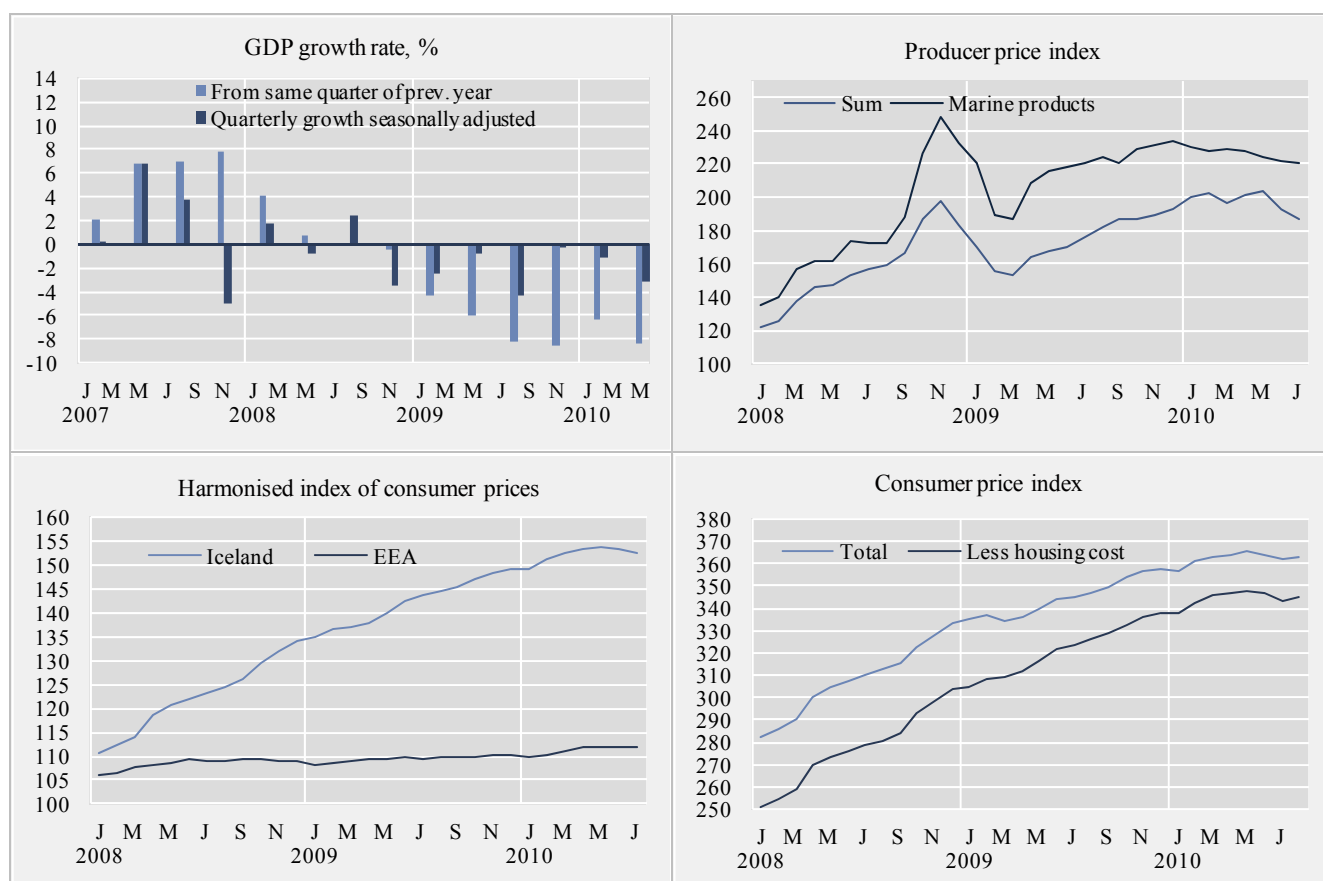 GDP growth rate, %
14
12
10
8
6
4
2
0
-2
-4
-6
-8
-10
From same quarter of prev. year
Quarterly growth seasonally adjusted
J M M J S N J M M J S N J M M J S N J M M
2007 2008 2009 2010
Producer price index
260
240
220
200
180
160
140
120
100
Sum Marine products
J M M J S N J M M J S N J M M J
2008 2009 2010
Harmonised index of consumer prices
160
155
150
145
140
135
130
125
120
115
110
105
100
Iceland EEA
J M M J S N J M M J S N J M M J
2008 2009 2010
Consumer price index
380
370
360
350
340
330
320
310
300
290
280
270
260
250
Total Less housing cost
J M M J S N J M M J S N J M M J
2008 2009 2010